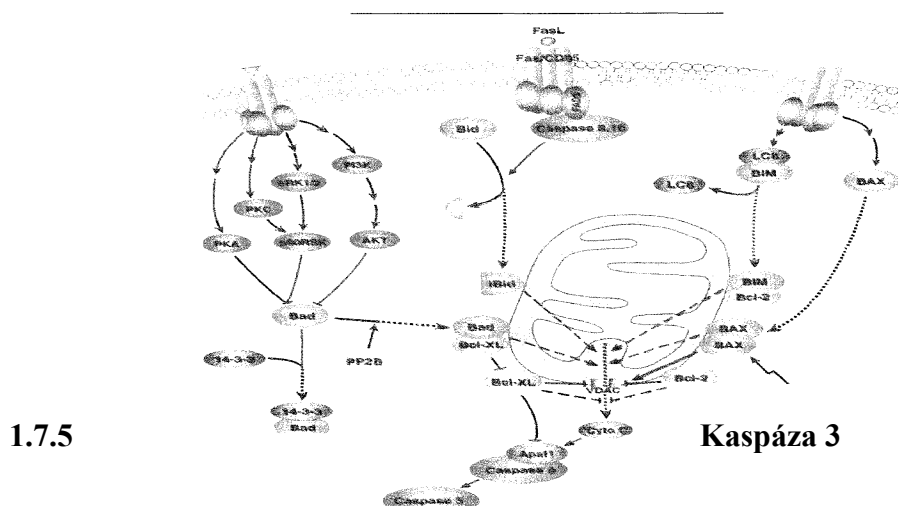 FasL
Fas/CD95
FADD
Bid
Caspase 8,10
PI3K
LC8
BIM
LC8
BAX
ERK1/2
PKC
PKA
p90RSK
AKT
tBid
BIM
Bcl-2
Bad
Bad
Bcl-XL
BAX
BAX
14-3-3
PP2B
Bcl-XL
VDAC
Bcl-2
14-3-3
Bad
Cyto C
1.7.5
Kaspáza 3
Apaf1
Caspase 9
Caspase 3